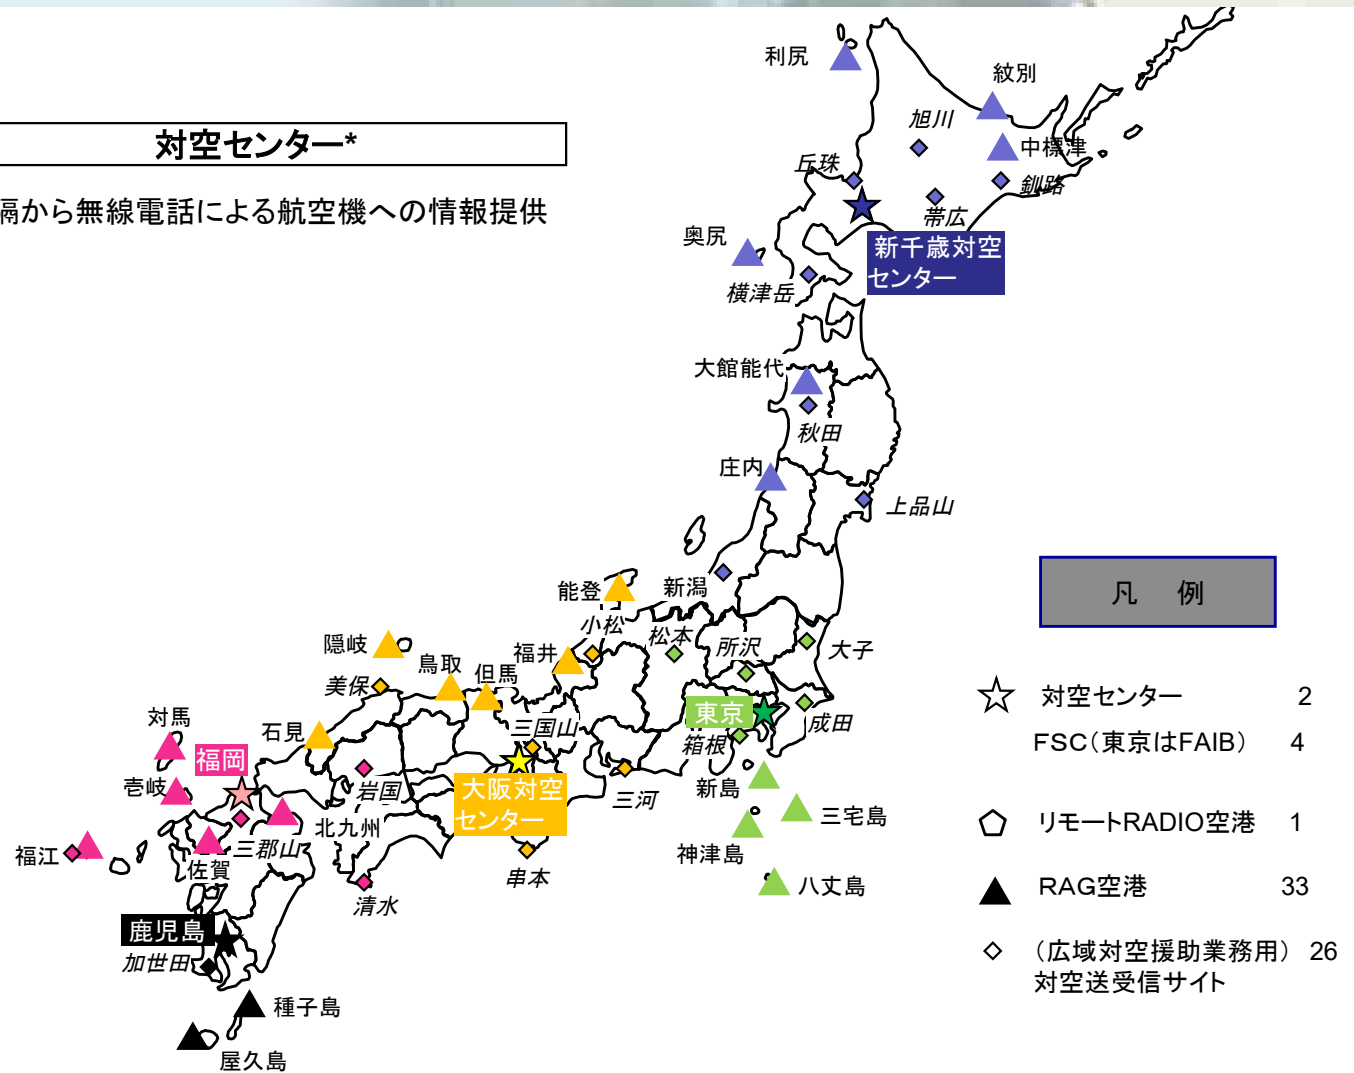 対空センター*
隔から無線電話による航空機への情報提供
利尻
紋別
旭川
中標津
丘珠
釧路
帯広
奥尻
新千歳対空
センター
横津岳
大館能代
秋田
庄内
上品山
能登
新潟
小松
松本
所沢
大子
隠岐
鳥取
福井
但馬
美保
三国山
東京
成田
箱根
対馬
石見
福岡
壱岐
岩国
大阪対空
センター
三河
新島
三宅島
北九州
神津島
福江
三郡山
佐賀
串本
八丈島
清水
鹿児島
加世田
種子島
屋久島
凡 例
対空センター 2
FSC(東京はFAIB) 4
リモートRADIO空港 1
RAG空港 33
(広域対空援助業務用) 26
対空送受信サイト